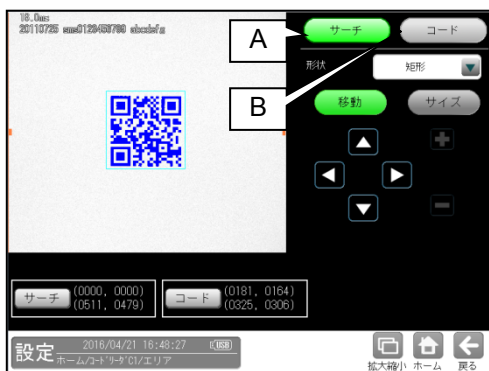 18.0ms
A
サーチ
コード
形状
矩形
B
移動
サイズ
サーチ
(0000, 0000)
(0511, 0479)
コード
(0181, 0164)
(0325, 0306)
設定
2016/04/21 16:48:27
USB
ホーム/コードリーダC1/エリア
拡大縮小
ホーム
戻る